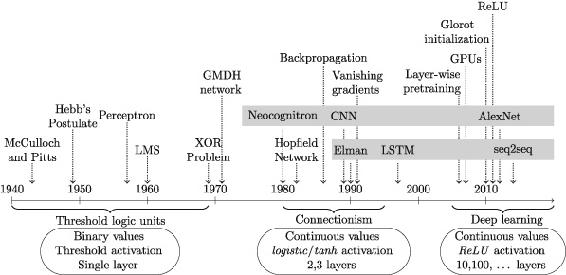 ReLU
Glorot
initialization
GPUs
Backpropagation
GMDH
network
Vanishing
gradients
Layer-wise
pretraining
Hebb's
Postulate
Perceptron
Neocognitron
CNN
AlexNet
McCulloch
and Pitts
LMS
XOR
Problem
Hopfield
Network
Elman
LSTM
seq2seq
1940
1950
1960
1970
1980
1990
2000
2010
Threshold logic units
Binary values
Threshold activation
Single layer
Connectionism
Continuous values
logistic/tanh activation
2,3 layers
Deep learning
Continuous values
ReLU activation
10,100, ... layers